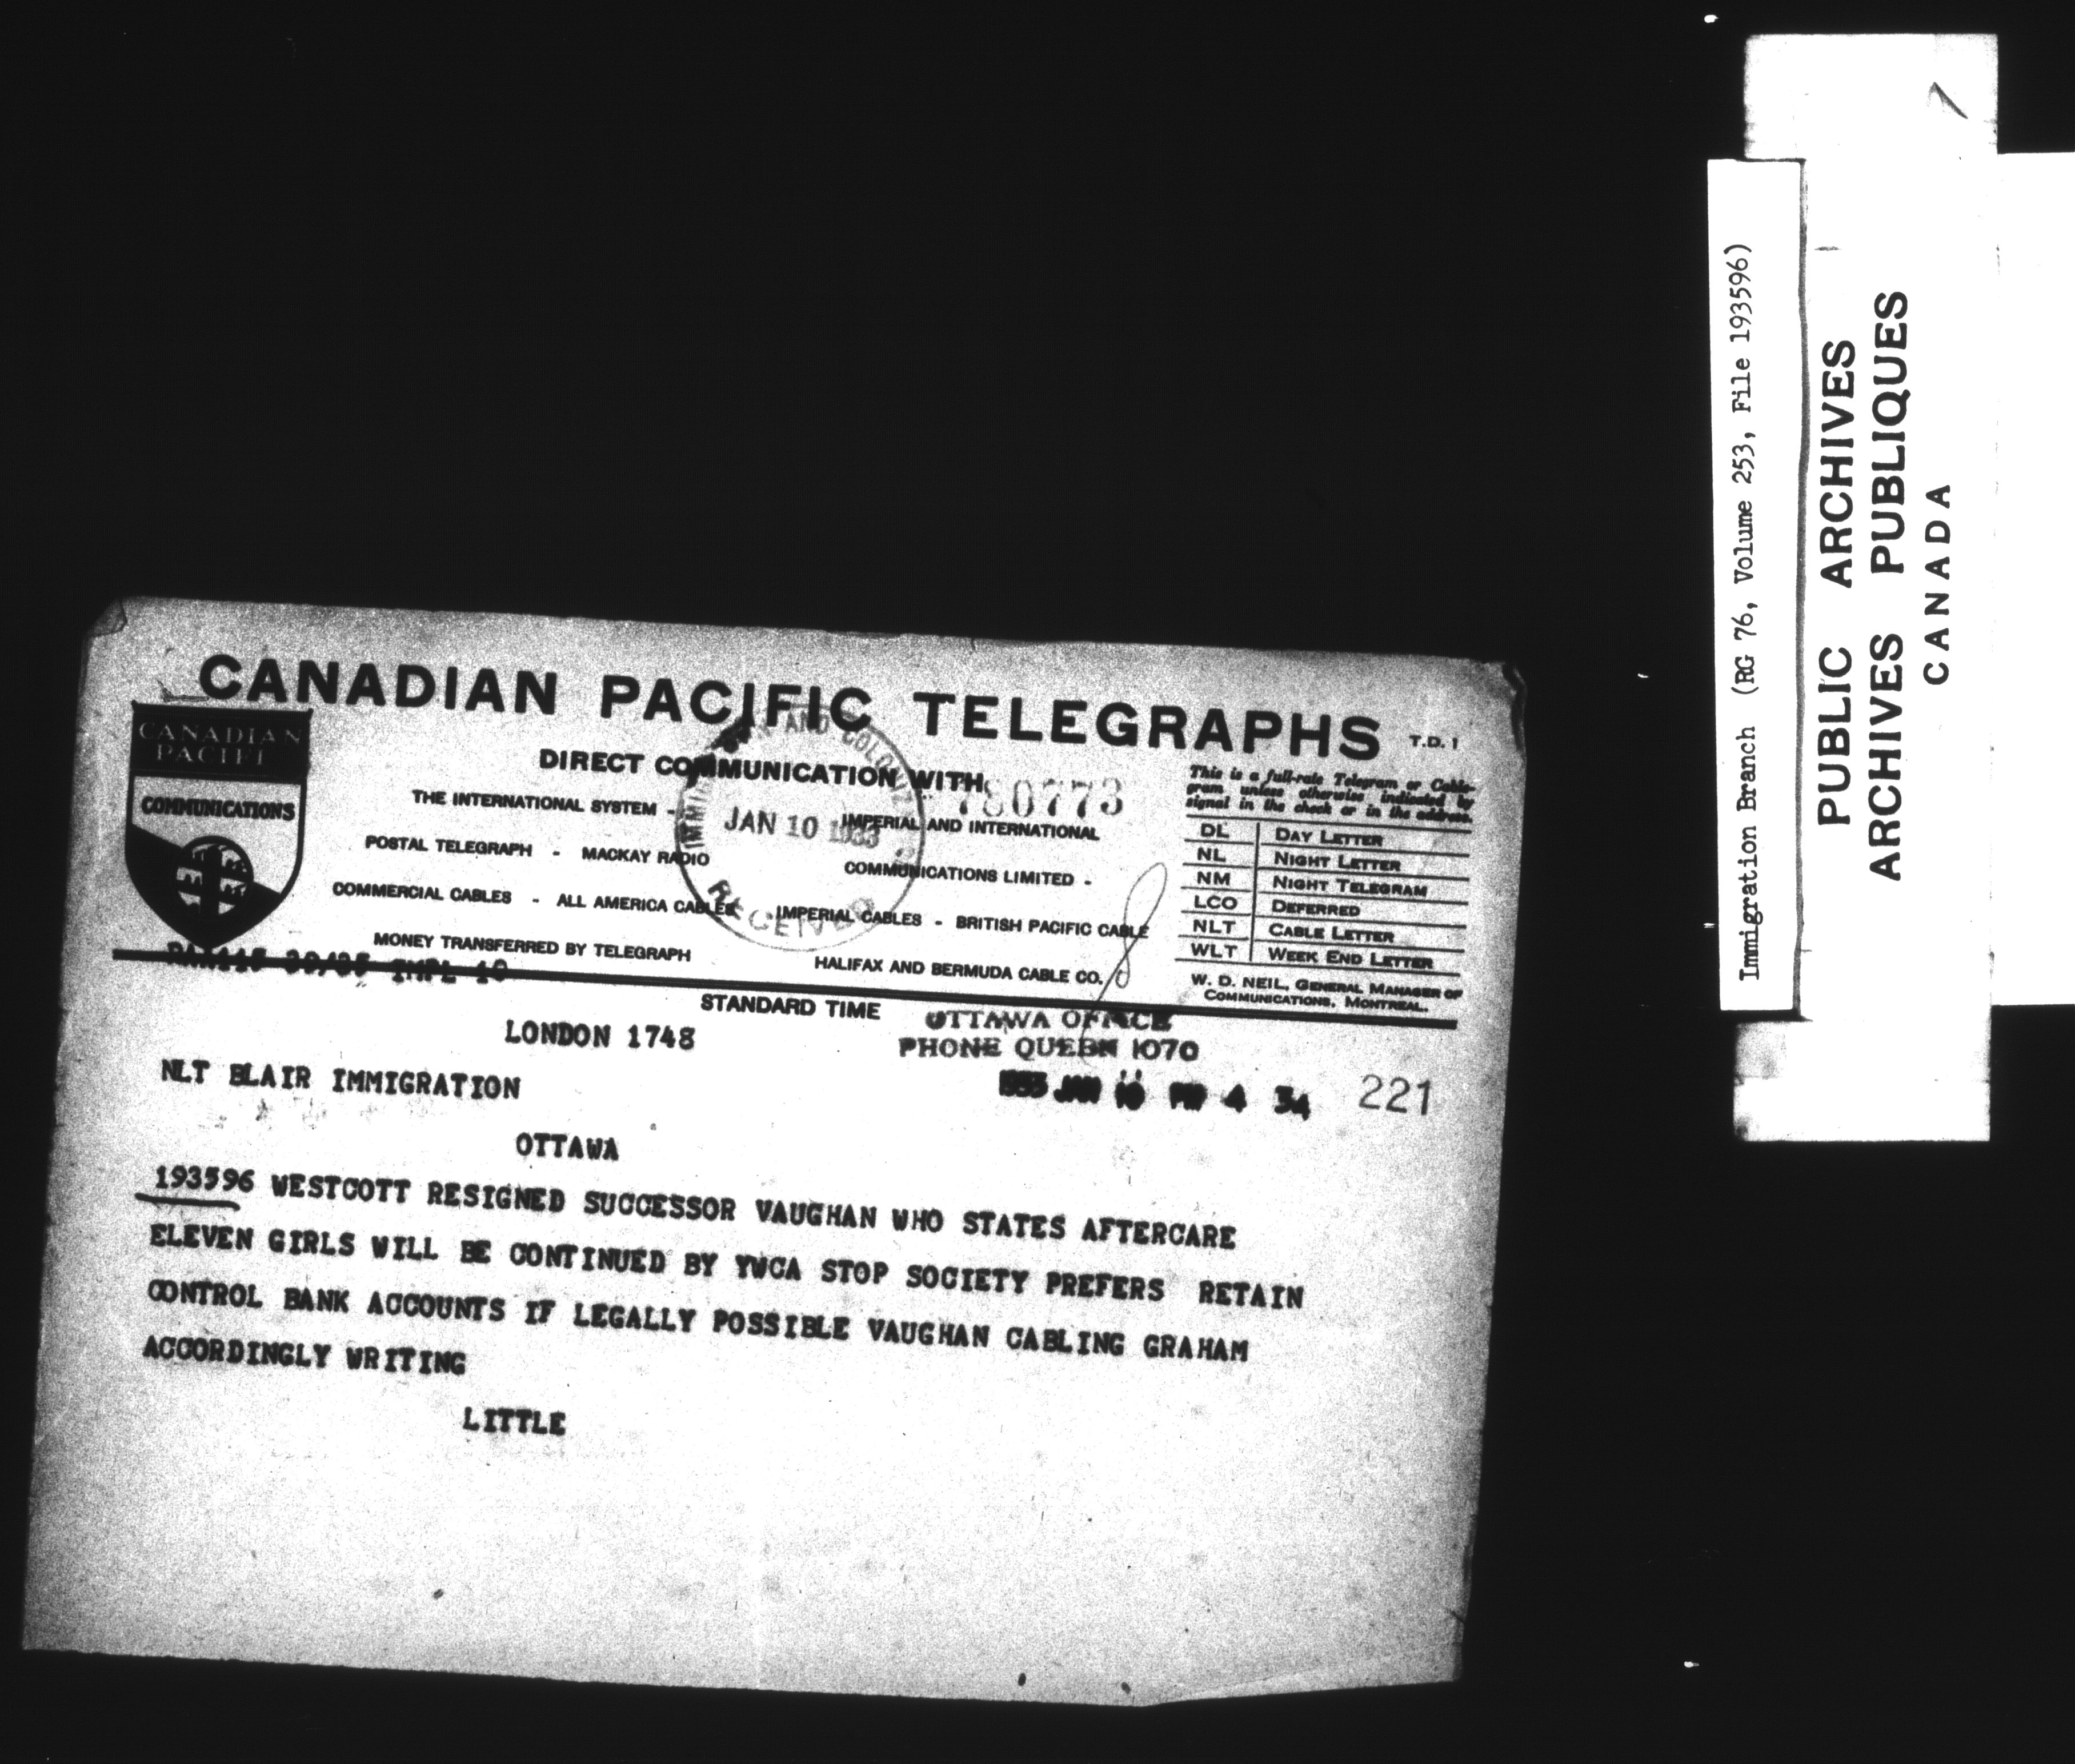 CANADIAN PACIFIC TELEGRAPHS T.D. 1
CANADIAN
PACIFI
COMMUNICATIONS
DIRECT COMMUNICATION WITH
THE INTERNATIONAL SYSTEM -
POSTAL TELEGRAPH - MACKAY RADIO
COMMERCIAL CABLES - ALL AMERICA CABLES
MONEY TRANSFERRED BY TELEGRAPH
IMPERIAL AND INTERNATIONAL
COMMUNICATIONS LIMITED -
IMPERIAL CABLES - BRITISH PACIFIC CABLE
HALIFAX AND BERMUDA CABLE CO.
JAN 10 1933
RECEIVED
780773
This is a full-rate Telegram or Cable-
gram unless otherwise indicated by
signal in the check or in the address.
DL DAY LETTER
NL NIGHT LETTER
NM NIGHT TELEGRAM
LCO DEFERRED
NLT CABLE LETTER
WLT WEEK END LETTER
W. D. NEIL, GENERAL MANAGER OF
COMMUNICATIONS, MONTREAL.
STANDARD TIME
OTTAWA OFFICE
LONDON 1748
PHONE QUEEN 1070
NLT BLAIR IMMIGRATION
JAN 10 PM 4 34
221
OTTAWA
193596 WESTCOTT RESIGNED SUCCESSOR VAUGHAN WHO STATES AFTERCARE
ELEVEN GIRLS WILL BE CONTINUED BY YWCA STOP SOCIETY PREFERS RETAIN
CONTROL BANK ACCOUNTS IF LEGALLY POSSIBLE VAUGHAN CABLING GRAHAM
ACCORDINGLY WRITING
LITTLE
Immigration Branch (RG 76, Volume 253, File 193596)
PUBLIC ARCHIVES
ARCHIVES PUBLIQUES
CANADA